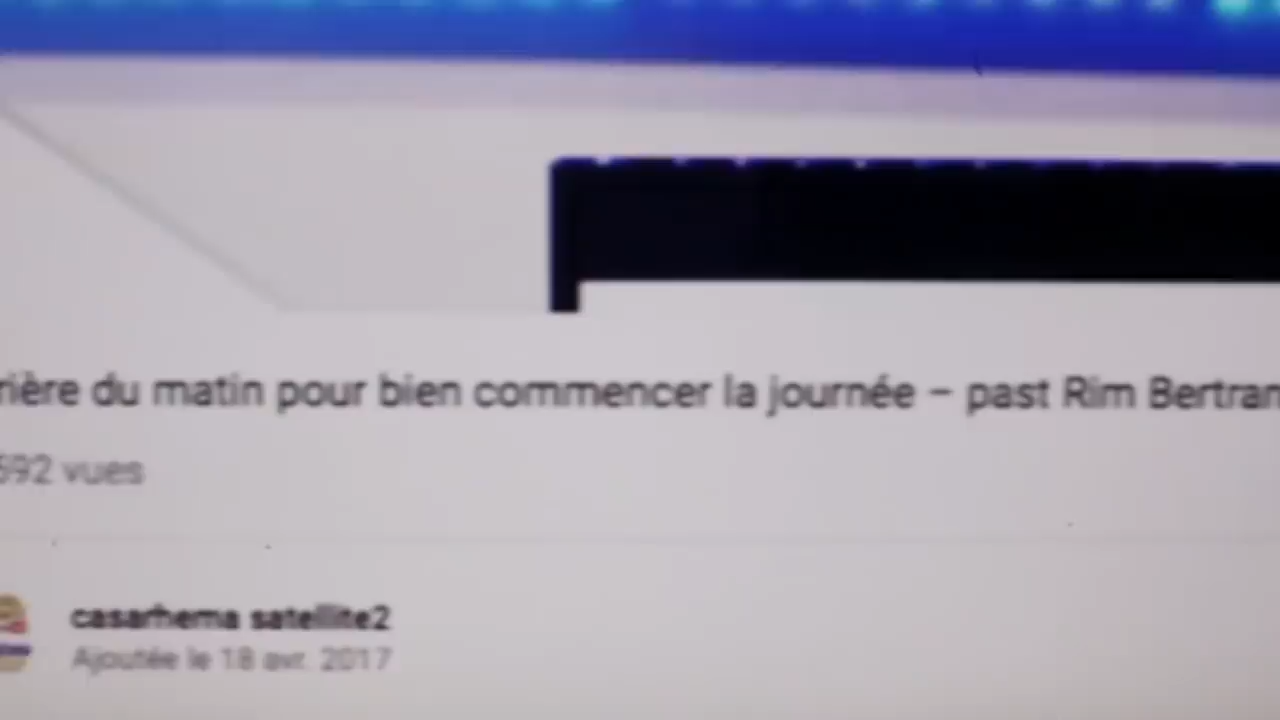 rière du matin pour bien commencer la journée – past Rim Bertran
592 vues
casarhema satellite2
Ajoutée le 18 avr. 2017